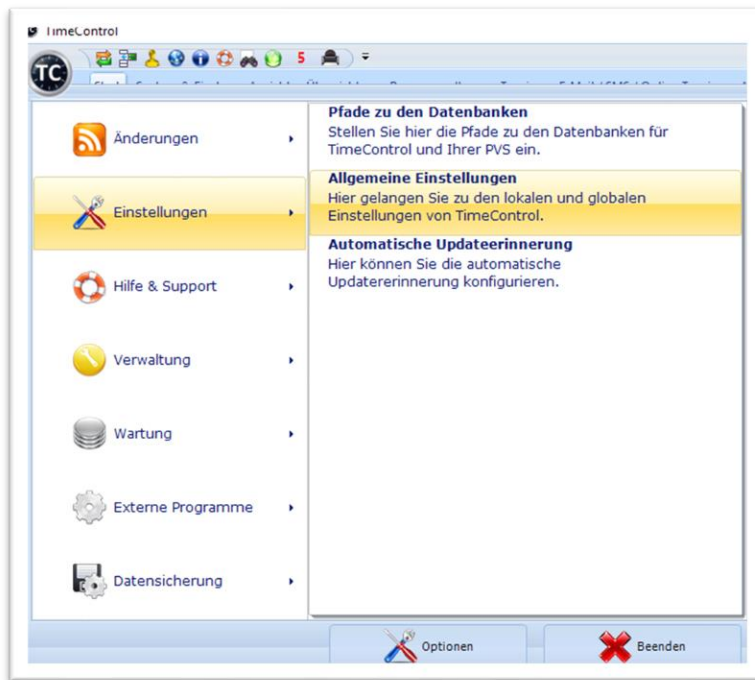 TimeControl
TC
5
Änderungen
Einstellungen
Hilfe & Support
Verwaltung
Wartung
Externe Programme
Datensicherung
Pfade zu den Datenbanken
Stellen Sie hier die Pfade zu den Datenbanken für
TimeControl und Ihrer PVS ein.
Allgemeine Einstellungen
Hier gelangen Sie zu den lokalen und globalen
Einstellungen von TimeControl.
Automatische Updateerinnerung
Hier können Sie die automatische
Updatererinnerung konfigurieren.
Optionen
Beenden